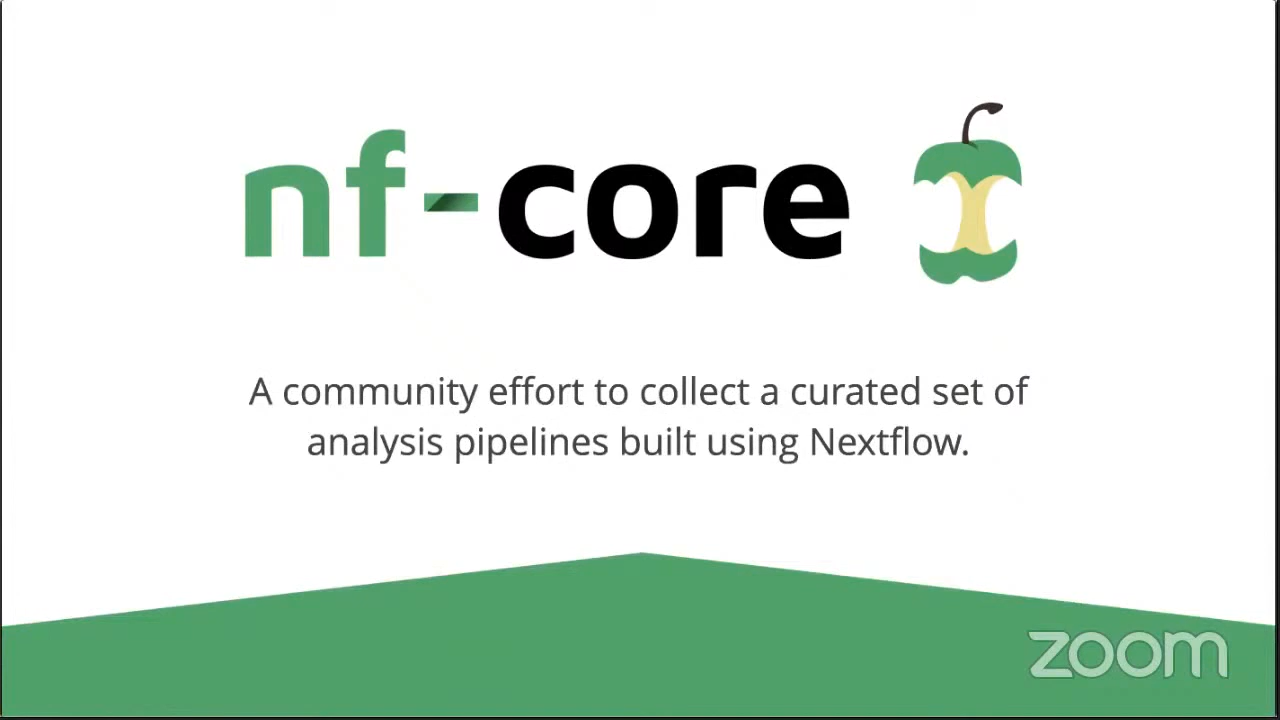 nf-core
A community effort to collect a curated set of
analysis pipelines built using Nextflow.
zoom